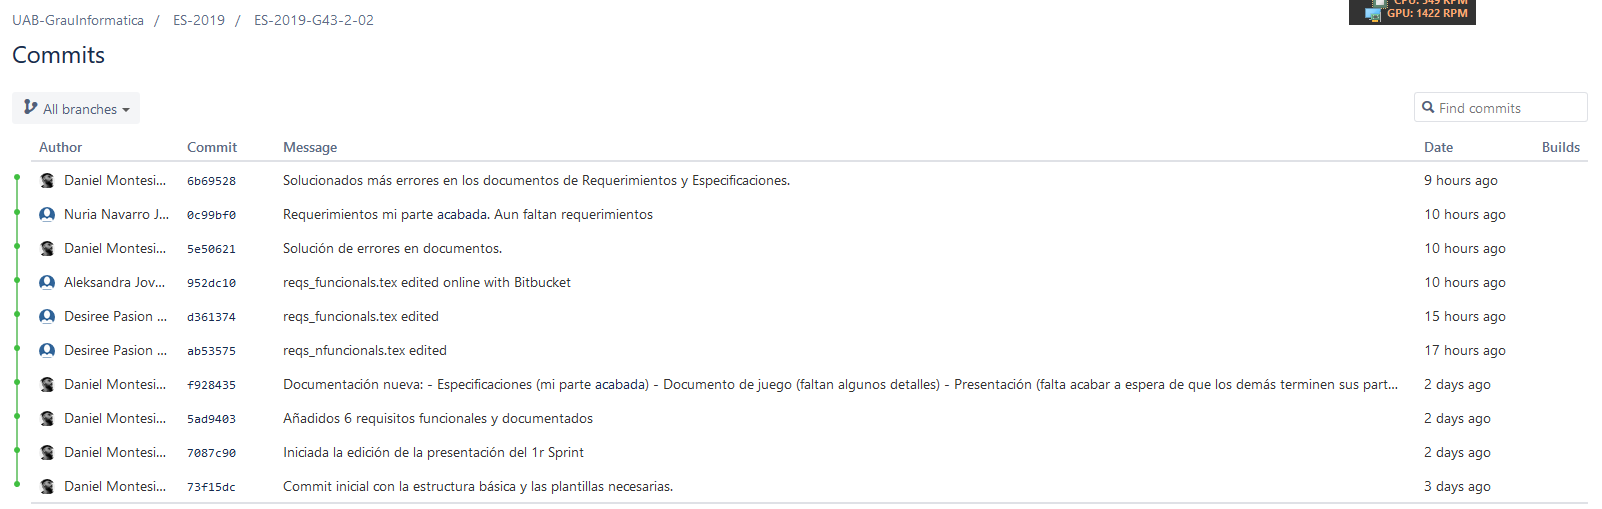 UAB-GrauInformatica / ES-2019 / ES-2019-G43-2-02
CPU: 549 RPM
GPU: 1422 RPM
Commits
All branches
Find commits
Author Commit Message Date Builds
Daniel Montesi... 6b69528 Solucionados más errores en los documentos de Requerimientos y Especificaciones. 9 hours ago
Nuria Navarro J... 0c99bf0 Requerimientos mi parte acabada. Aun faltan requerimientos 10 hours ago
Daniel Montesi... 5e50621 Solución de errores en documentos. 10 hours ago
Aleksandra Jov... 952dc10 reqs_funcionals.tex edited online with Bitbucket 10 hours ago
Desiree Pasion ... d361374 reqs_funcionals.tex edited 15 hours ago
Desiree Pasion ... ab53575 reqs_nfuncionals.tex edited 17 hours ago
Daniel Montesi... f928435 Documentación nueva: - Especificaciones (mi parte acabada) - Documento de juego (faltan algunos detalles) - Presentación (falta acabar a espera de que los demás terminen sus part... 2 days ago
Daniel Montesi... 5ad9403 Añadidos 6 requisitos funcionales y documentados 2 days ago
Daniel Montesi... 7087c90 Iniciada la edición de la presentación del 1r Sprint 2 days ago
Daniel Montesi... 73f15dc Commit inicial con la estructura básica y las plantillas necesarias. 3 days ago